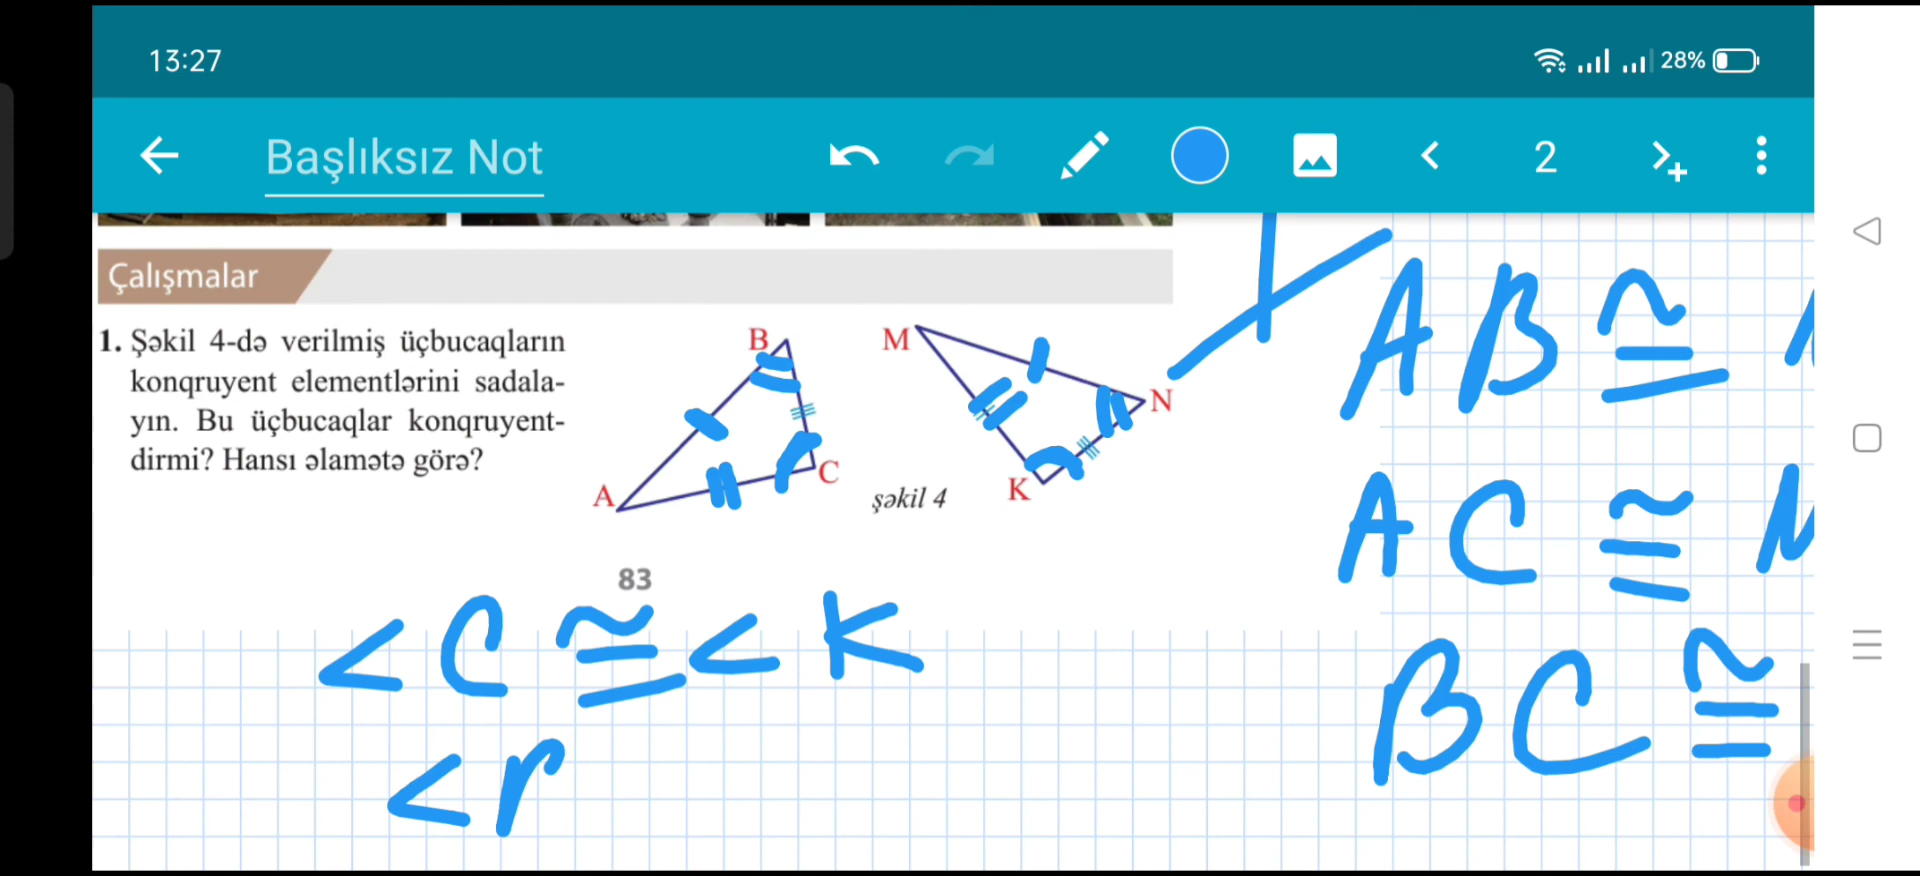 13:27
28%
Başlıksız Not
2
Çalışmalar
1. Şəkil 4-də verilmiş üçbucaqların
konqruyent elementlərini sadala-
yın. Bu üçbucaqlar konqruyent-
dirmi? Hansı əlamətə görə?
B
A
C
M
N
K
şəkil 4
83
AB ≅
AC ≅
BC ≅
<C ≅ <K
<